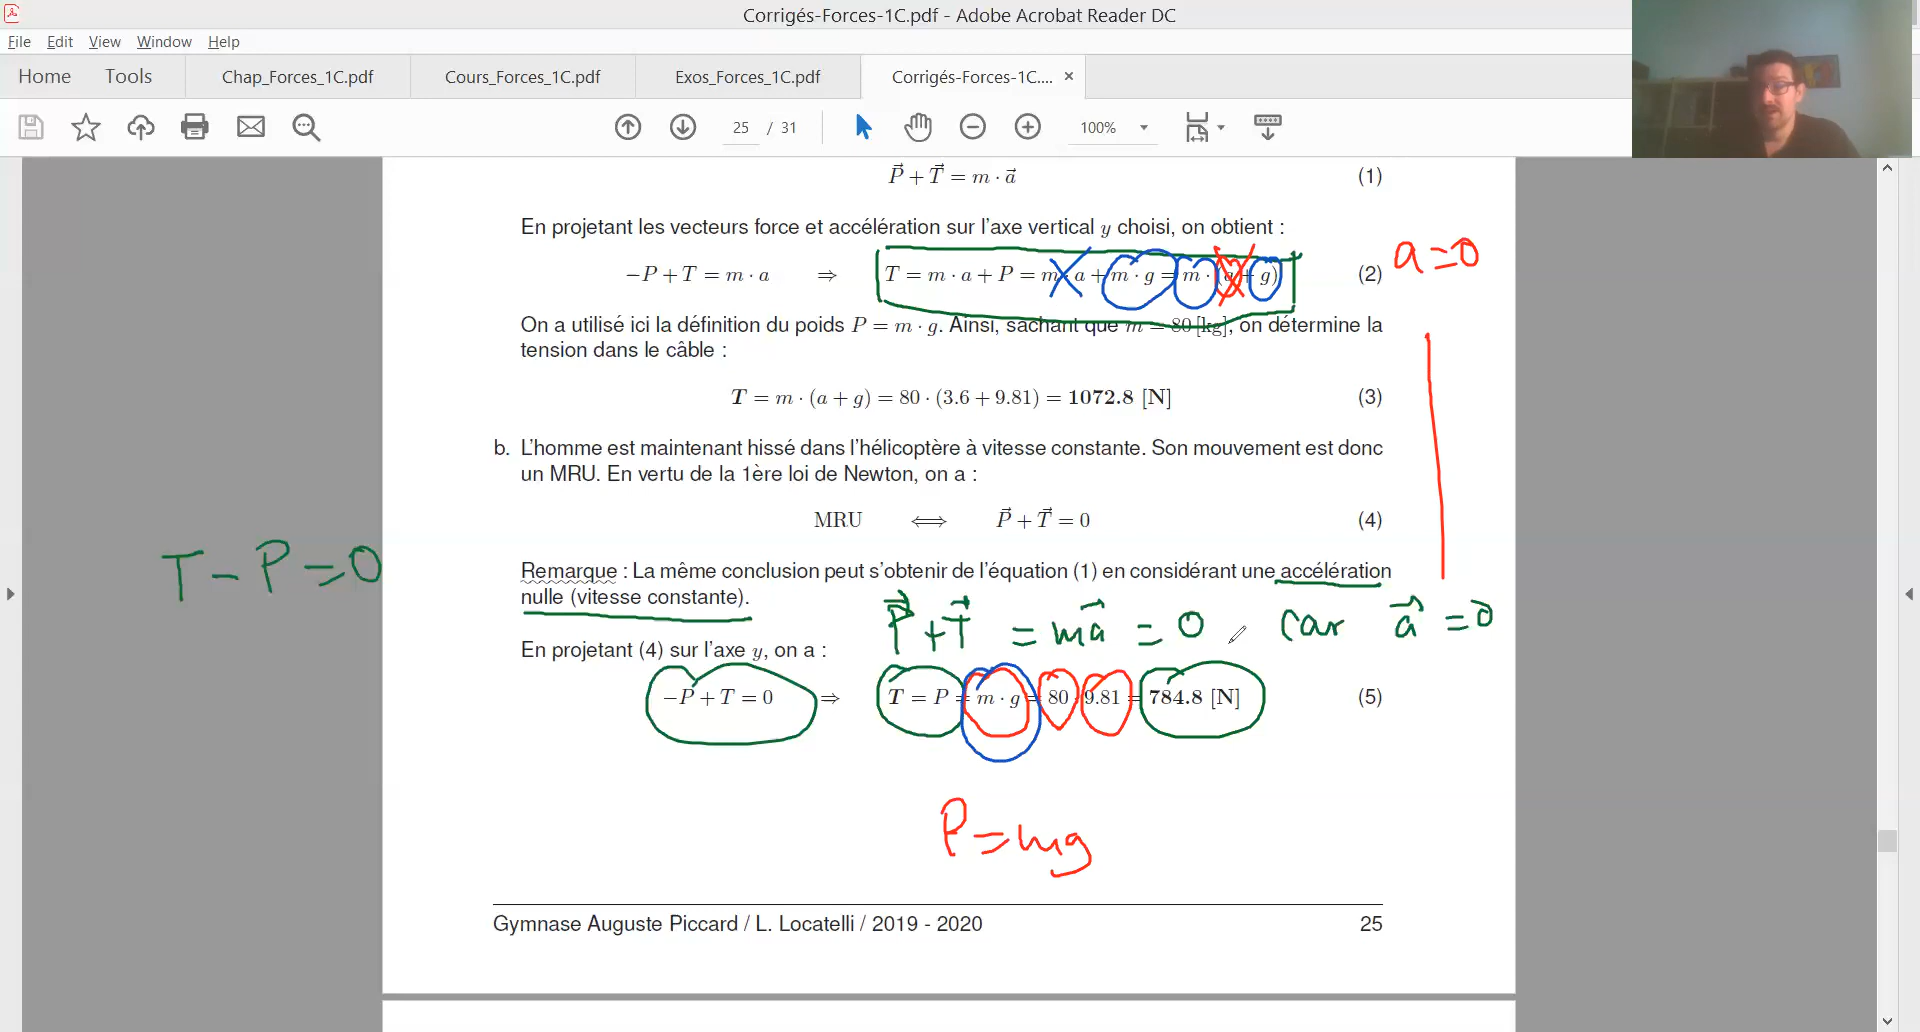 Corrigés-Forces-1C.pdf - Adobe Acrobat Reader DC
File Edit View Window Help
Home Tools Chap_Forces_1C.pdf Cours_Forces_1C.pdf Exos_Forces_1C.pdf Corrigés-Forces-1C.... ×
25 / 31 100%
P⃗ + T⃗ = m · a⃗ (1)
En projetant les vecteurs force et accélération sur l'axe vertical y choisi, on obtient :
a = 0
−P + T = m · a ⇒ T = m · a + P = m · a + m · g = m · (a + g) (2)
On a utilisé ici la définition du poids P = m · g. Ainsi, sachant que m = 80 [kg], on détermine la
tension dans le câble :
T = m · (a + g) = 80 · (3.6 + 9.81) = 1072.8 [N] (3)
b. L'homme est maintenant hissé dans l'hélicoptère à vitesse constante. Son mouvement est donc
un MRU. En vertu de la 1ère loi de Newton, on a :
MRU ⟺ P⃗ + T⃗ = 0 (4)
T − P = 0
Remarque : La même conclusion peut s'obtenir de l'équation (1) en considérant une accélération
nulle (vitesse constante).
P⃗ + T⃗ = ma⃗ = 0 car a⃗ = 0
En projetant (4) sur l'axe y, on a :
−P + T = 0 ⇒ T = P = m · g = 80 · 9.81 = 784.8 [N] (5)
P = mg
Gymnase Auguste Piccard / L. Locatelli / 2019 - 2020 25